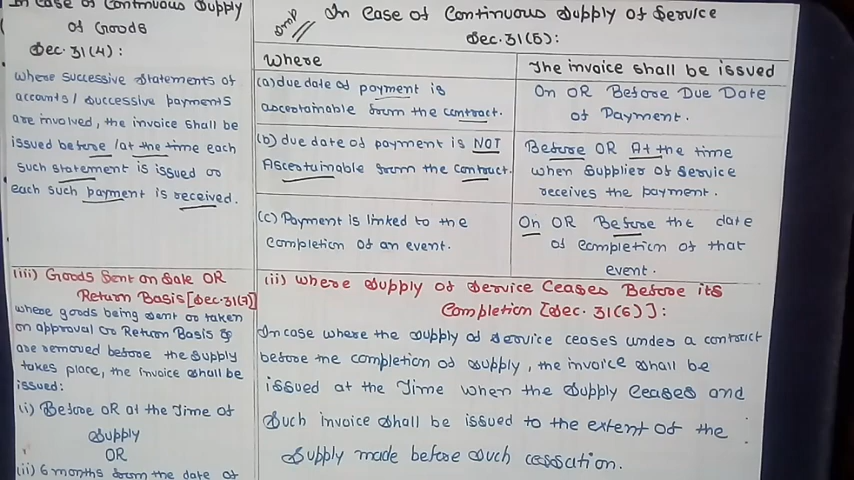 In Case of Continuous Supply
of Goods
Sec. 31(4) :
where successive statements of
accounts / successive payments
are involved, the invoice shall be
issued before / at the time each
such statement is issued or
each such payment is received.
(iii) Goods Sent on Sale OR
Return Basis [Sec. 31(7)]
where goods being sent or taken
on approval or Return Basis &
are removed before the supply
takes place, the invoice shall be
issued:
(i) Before OR at the Time of
Supply
OR
(ii) 6 months from the date of
Imp
In Case of Continuous Supply of Service
Sec. 31(5) :
Where
The invoice shall be issued
(a) due date of payment is
ascertainable from the contract.
On OR Before Due Date
of Payment.
(b) due date of payment is NOT
Ascertainable from the contract.
Before OR At the time
when supplier of service
receives the payment.
(c) Payment is linked to the
completion of an event.
On OR Before the date
of completion of that
event.
(ii) Where Supply of Service Ceases Before its
Completion [Sec. 31(6)] :
In case where the supply of service ceases under a contract
before the completion of supply, the invoice shall be
issued at the Time when the Supply Ceases and
Such invoice shall be issued to the extent of the
Supply made before such cessation.